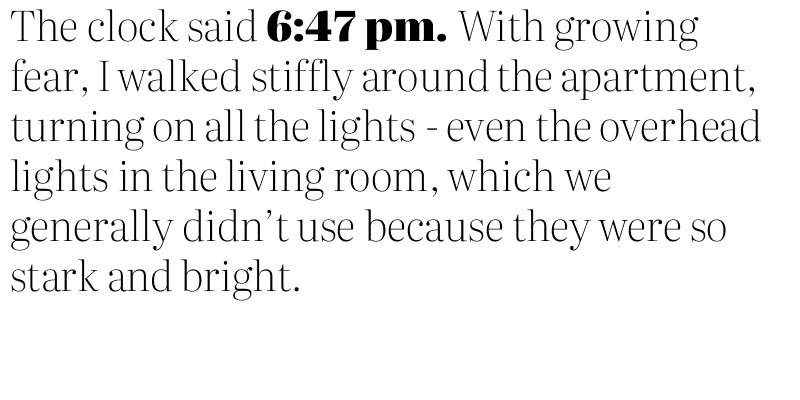 The clock said 6:47 pm. With growing
fear, I walked stiffly around the apartment,
turning on all the lights - even the overhead
lights in the living room, which we
generally didn’t use because they were so
stark and bright.